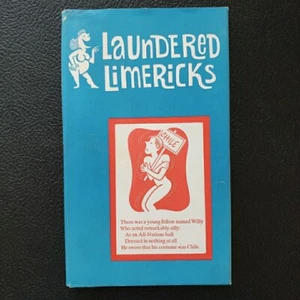 LaunDeReD
LIMERICKS
CHILE
There was a young fellow named Willy
Who acted remarkably silly:
At an All-Nations ball
Dressed in nothing at all
He swore that his costume was Chile.